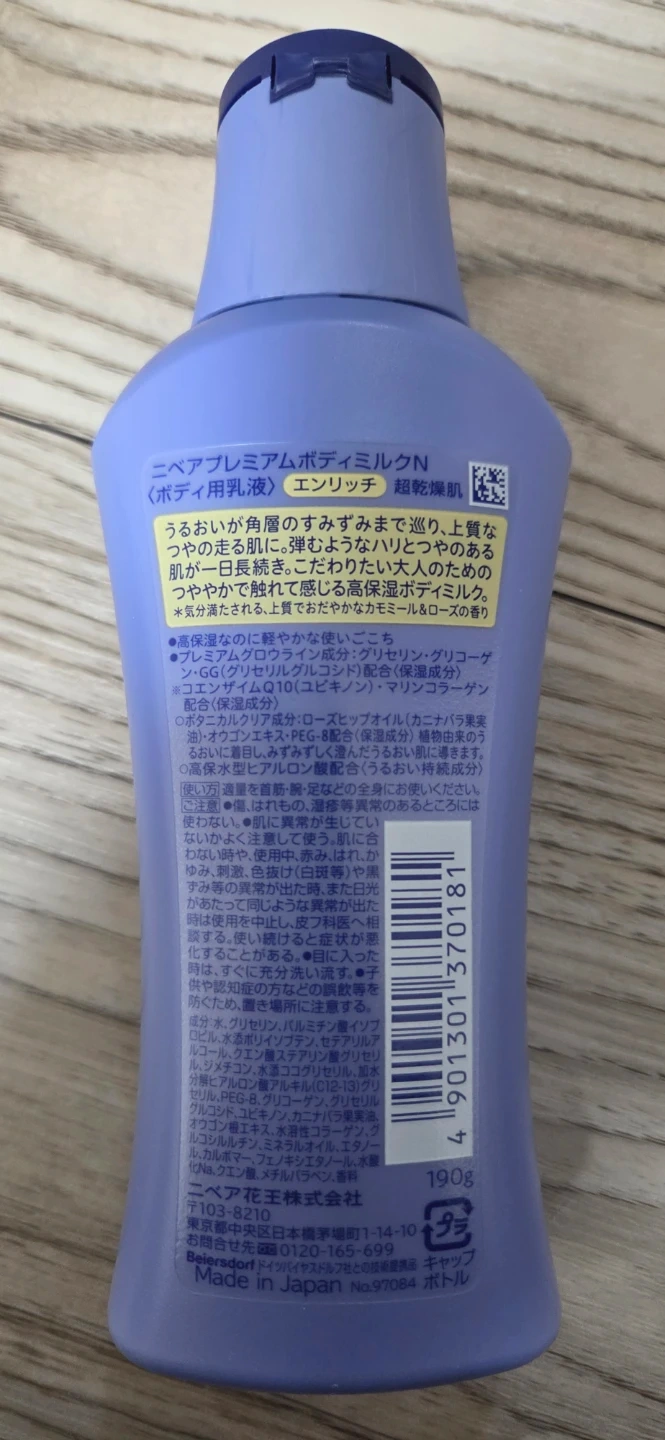 ニベアプレミアムボディミルクN
〈ボディ用乳液〉 エンリッチ 超乾燥肌
うるおいが角層のすみずみまで巡り、上質な
つやの走る肌に。弾むようなハリとつやのある
肌が一日長続き。こだわりたい大人のための
つややかで触れて感じる高保湿ボディミルク。
*気分満たされる、上質でおだやかなカモミール&ローズの香り
●高保湿なのに軽やかな使いごこち
●プレミアムグロウライン成分:グリセリン・グリコーゲ
ン・GG(グリセリルグルコシド)配合〈保湿成分〉
※コエンザイムQ10(ユビキノン)・マリンコラーゲン
配合〈保湿成分〉
○ボタニカルクリア成分:ローズヒップオイル(カニナバラ果実
油)・オウゴンエキス・PEG-8配合〈保湿成分〉 植物由来のう
るおいに着目し、みずみずしく澄んだうるおい肌に導きます。
○高保水型ヒアルロン酸配合〈うるおい持続成分〉
使い方 適量を首筋・腕・足などの全身にお使いください。
ご注意 ●傷、はれもの、湿疹等異常のあるところには
使わない。●肌に異常が生じてい
ないかよく注意して使う。肌に合
わない時や、使用中、赤み、はれ、か
ゆみ、刺激、色抜け(白斑等)や黒
ずみ等の異常が出た時、また日光
があたって同じような異常が出た
時は使用を中止し、皮フ科医へ相
談する。使い続けると症状が悪
化することがある。●目に入った
時は、すぐに充分洗い流す。●子
供や認知症の方などの誤飲等を
防ぐため、置き場所に注意する。
成分:水、グリセリン、パルミチン酸イソプ
ロピル、水添ポリイソブテン、セテアリルア
ルコール、クエン酸ステアリン酸グリセリ
ル、ジメチコン、水添ココグリセリル、加水
分解ヒアルロン酸アルキル(C12-13)グリ
セリル、PEG-8、グリコーゲン、グリセリル
グルコシド、ユビキノン、カニナバラ果実油、
オウゴン根エキス、水溶性コラーゲン、グ
ルコシルルチン、ミネラルオイル、エタノー
ル、カルボマー、フェノキシエタノール、水酸
化Na、クエン酸、メチルパラベン、香料
4 901301 370181
190g
ニベア花王株式会社
〒103-8210
東京都中央区日本橋茅場町1-14-10
お問合せ先 0120-165-699
Beiersdorf ドイツバイヤスドルフ社との技術提携品
Made in Japan No.97084
プラ
キャップ
ボトル